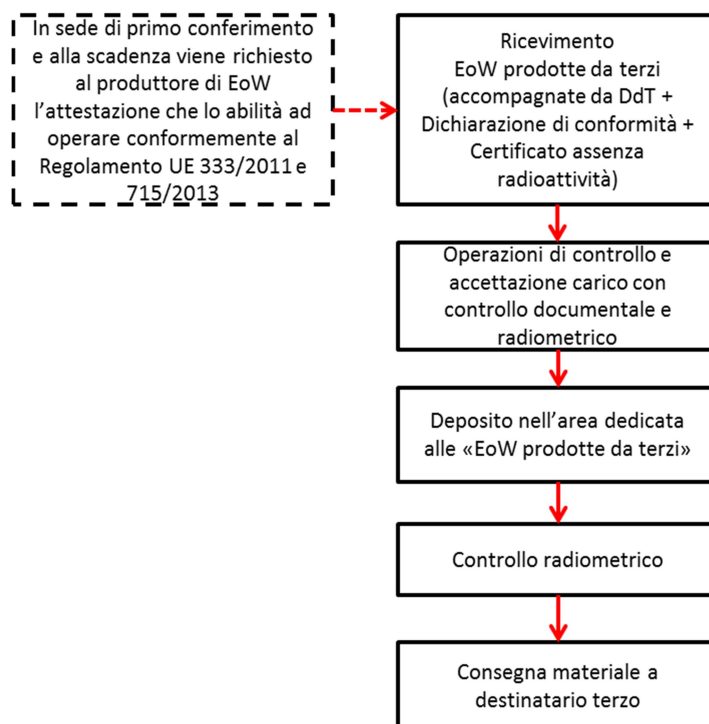 In sede di primo conferimento
e alla scadenza viene richiesto
al produttore di EoW
l'attestazione che lo abilità ad
operare conformemente al
Regolamento UE 333/2011 e
715/2013
Ricevimento
EoW prodotte da terzi
(accompagnate da DdT +
Dichiarazione di conformità +
Certificato assenza
radioattività)
Operazioni di controllo e
accettazione carico con
controllo documentale e
radiometrico
Deposito nell'area dedicata
alle «EoW prodotte da terzi»
Controllo radiometrico
Consegna materiale a
destinatario terzo